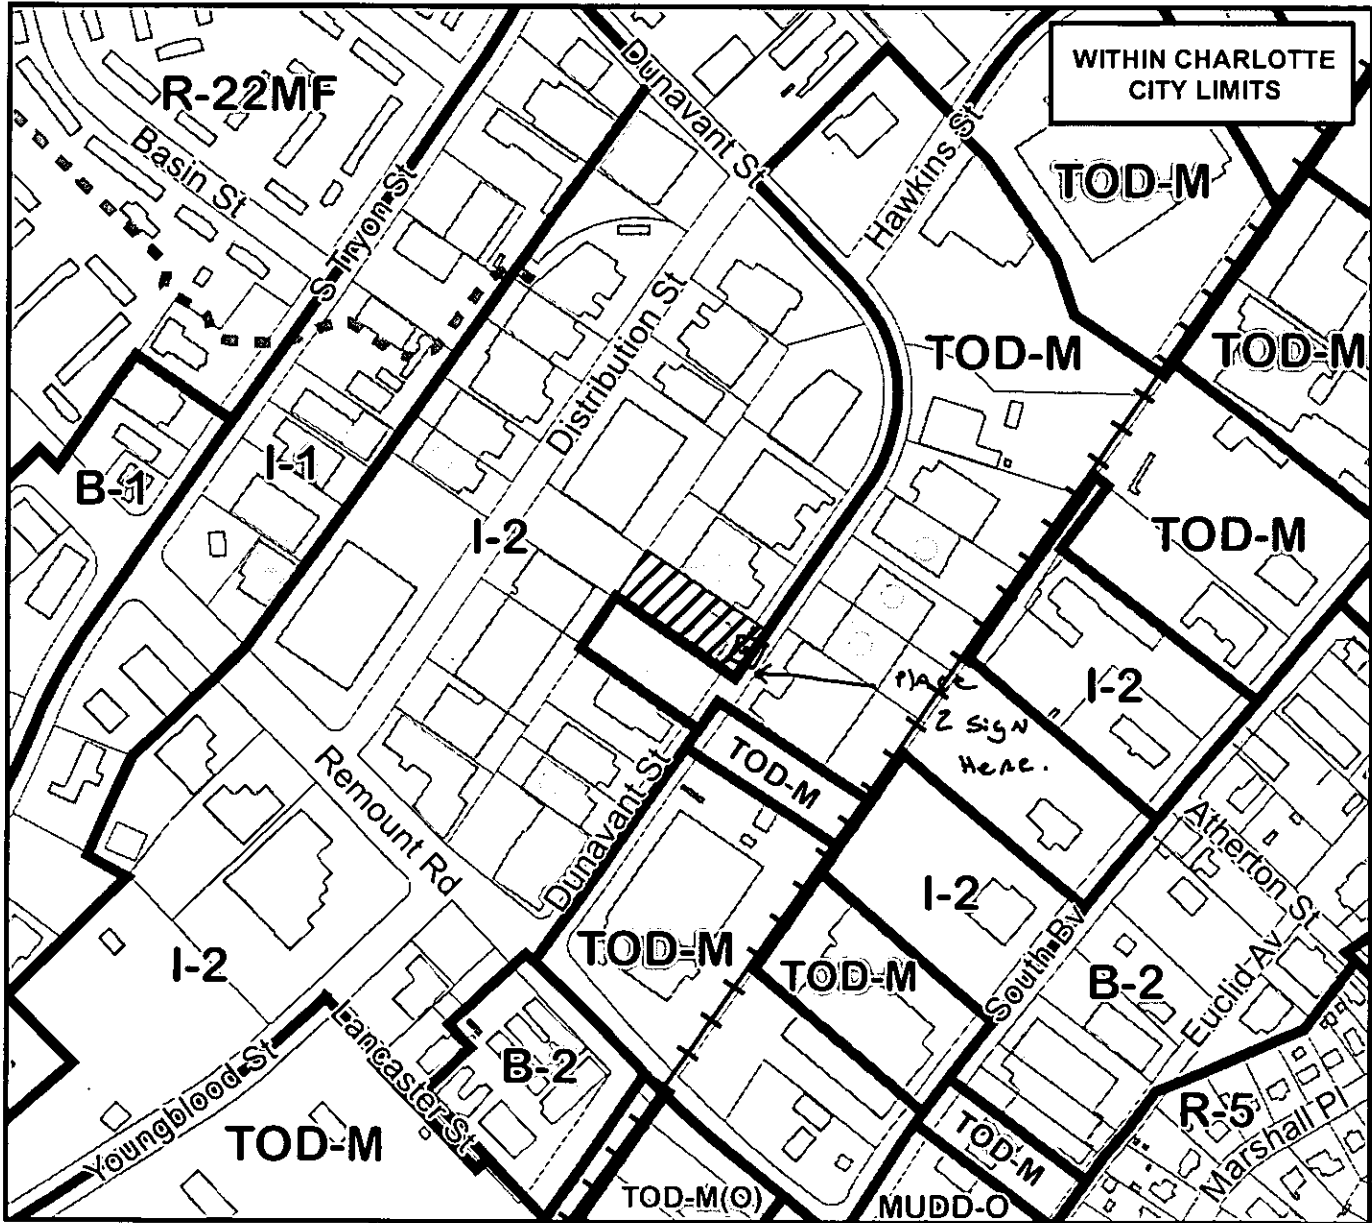 WITHIN CHARLOTTE
CITY LIMITS
R-22MF
Basin St
S Tryon St
Dunavant St
Hawkins St
TOD-M
Distribution St
TOD-M
TOD-M
B-1
I-1
I-2
TOD-M
Place
2 sign
Here.
I-2
TOD-M
Remount Rd
Dunavant St
Atherton St
I-2
South Bv
I-2
TOD-M
TOD-M
B-2
Euclid Av
Youngblood St
Lancaster St
B-2
R-5
Marshall Pl
TOD-M
TOD-M
TOD-M(O)
MUDD-O